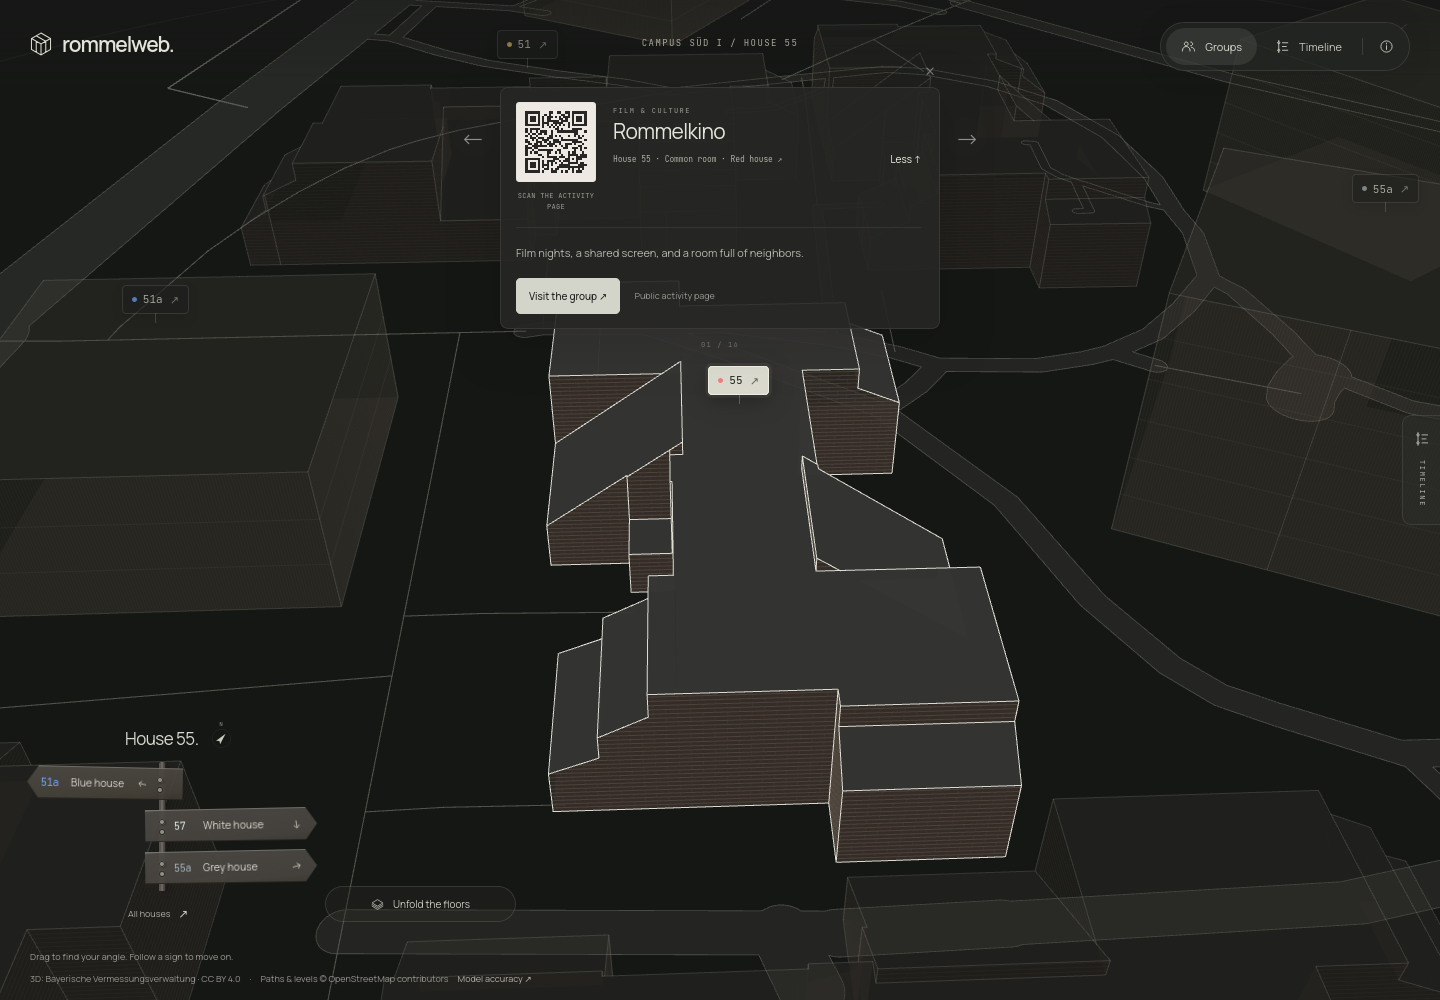 rommelweb.
51 ↗
CAMPUS SÜD I / HOUSE 55
Groups
Timeline
FILM & CULTURE
Rommelkino
House 55 · Common room · Red house ↗
Less ↑
SCAN THE ACTIVITY
PAGE
Film nights, a shared screen, and a room full of neighbors.
Visit the group ↗
Public activity page
01 / 16
55a ↗
51a ↗
55 ↗
TIMELINE
N
House 55.
51a Blue house ←
57 White house ↓
55a Grey house →
All houses ↗
Unfold the floors
Drag to find your angle. Follow a sign to move on.
3D: Bayerische Vermessungsverwaltung · CC BY 4.0 · Paths & levels © OpenStreetMap contributors Model accuracy ↗